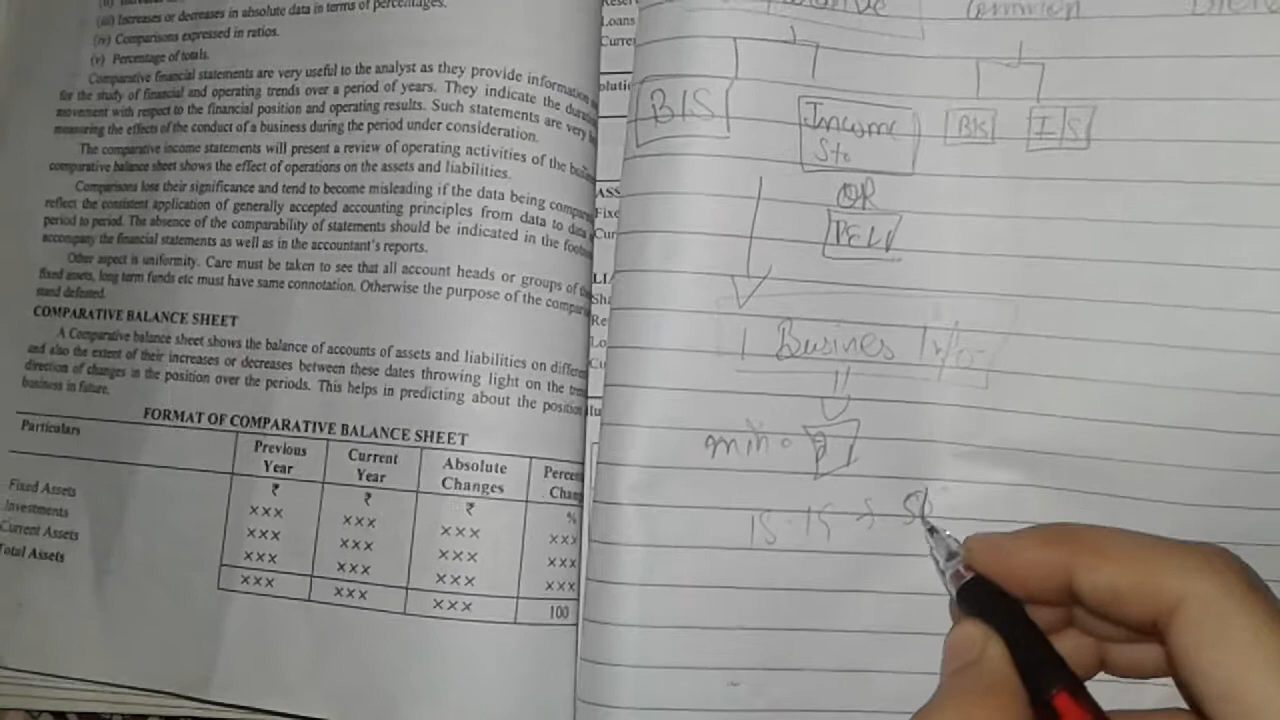 (iii) Increases or decreases in absolute data in terms of percentages.
(iv) Comparisons expressed in ratios.
(v) Percentage of totals.
Comparative financial statements are very useful to the analyst as they provide information
for the study of financial and operating trends over a period of years. They indicate the
movement with respect to the financial position and operating results. Such statements are very
measuring the effects of the conduct of a business during the period under consideration.
The comparative income statements will present a review of operating activities of the
comparative balance sheet shows the effect of operations on the assets and liabilities.
Comparisons lose their significance and tend to become misleading if the data being
reflect the consistent application of generally accepted accounting principles from data to
period to period. The absence of the comparability of statements should be indicated in the
accompany the financial statements as well as in the accountant's reports.
Other aspect is uniformity. Care must be taken to see that all account heads or groups of
fixed assets, long term funds etc must have same connotation. Otherwise the purpose of the
stand defeated.
COMPARATIVE BALANCE SHEET
A Comparative balance sheet shows the balance of accounts of assets and liabilities on
and also the extent of their increases or decreases between these dates throwing light on the
direction of changes in the position over the periods. This helps in predicting about the position
business in future.
FORMAT OF COMPARATIVE BALANCE SHEET
Particulars Previous Year Current Year Absolute Changes
₹ ₹ ₹ %
Fixed Assets ××× ××× ××× ×××
Investments ××× ××× ××× ×××
Current Assets ××× ××× ××× ×××
Total Assets ××× ××× ××× 100
Loans
Common
B/S
Income
B/S
I/S
OR
1 Busines